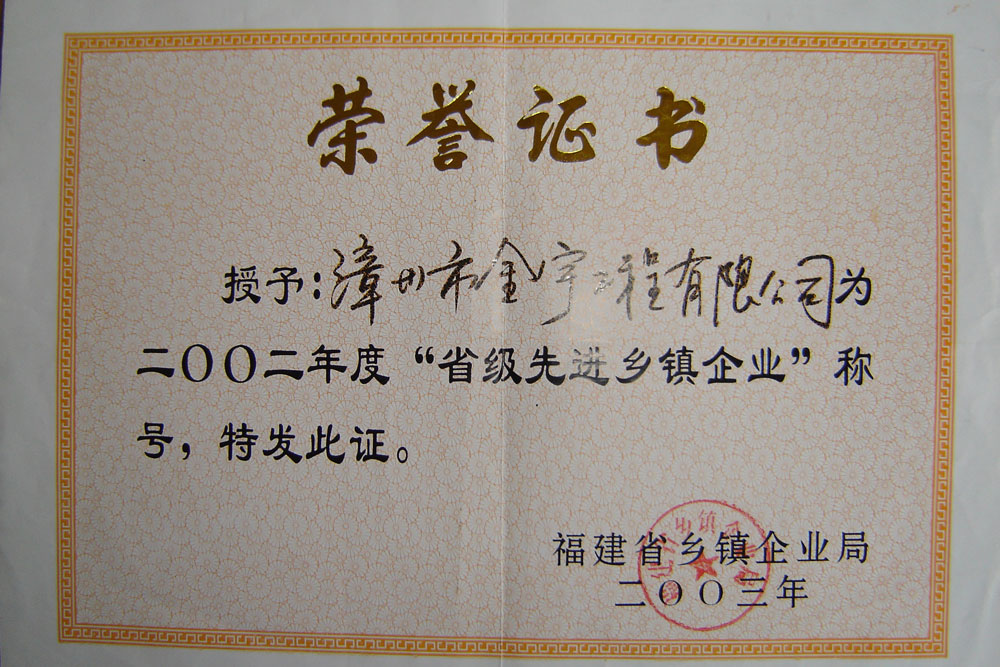 荣誉证书
授予：漳州市金宇工程有限公司为
二〇〇二年度“省级先进乡镇企业”称
号，特发此证。
福建省乡镇企业局
二〇〇三年